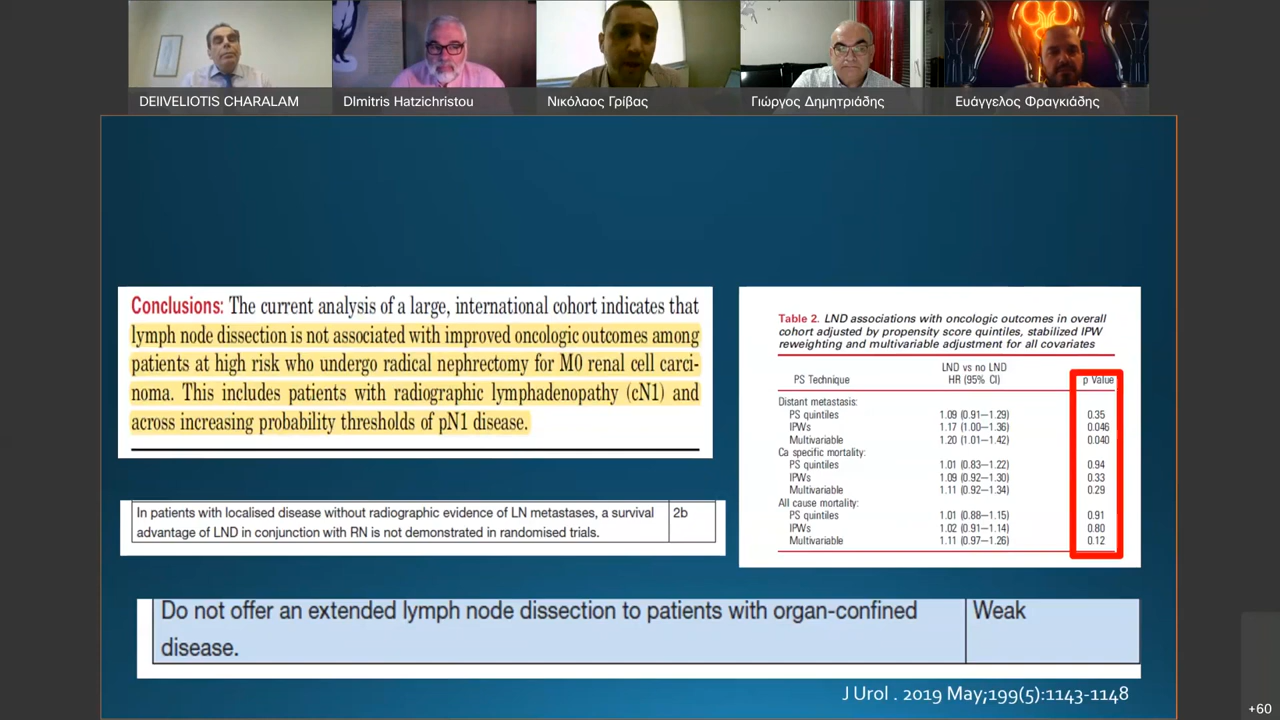 DEIIVELIOTIS CHARALAM
DImitris Hatzichristou
Νικόλαος Γρίβας
Γιώργος Δημητριάδης
Ευάγγελος Φραγκιάδης
Conclusions: The current analysis of a large, international cohort indicates that
lymph node dissection is not associated with improved oncologic outcomes among
patients at high risk who undergo radical nephrectomy for M0 renal cell carci-
noma. This includes patients with radiographic lymphadenopathy (cN1) and
across increasing probability thresholds of pN1 disease.
In patients with localised disease without radiographic evidence of LN metastases, a survival
advantage of LND in conjunction with RN is not demonstrated in randomised trials.
2b
Table 2. LND associations with oncologic outcomes in overall
cohort adjusted by propensity score quintiles, stabilized IPW
reweighting and multivariable adjustment for all covariates
PS Technique LND vs no LND
HR (95% CI) p Value
Distant metastasis:
PS quintiles 1.09 (0.91–1.29) 0.35
IPWs 1.17 (1.00–1.36) 0.046
Multivariable 1.20 (1.01–1.42) 0.040
Ca specific mortality:
PS quintiles 1.01 (0.83–1.22) 0.94
IPWs 1.09 (0.92–1.30) 0.33
Multivariable 1.11 (0.92–1.34) 0.29
All cause mortality:
PS quintiles 1.01 (0.88–1.15) 0.91
IPWs 1.02 (0.91–1.14) 0.80
Multivariable 1.11 (0.97–1.26) 0.12
Do not offer an extended lymph node dissection to patients with organ-confined
disease.
Weak
J Urol . 2019 May;199(5):1143-1148
+60